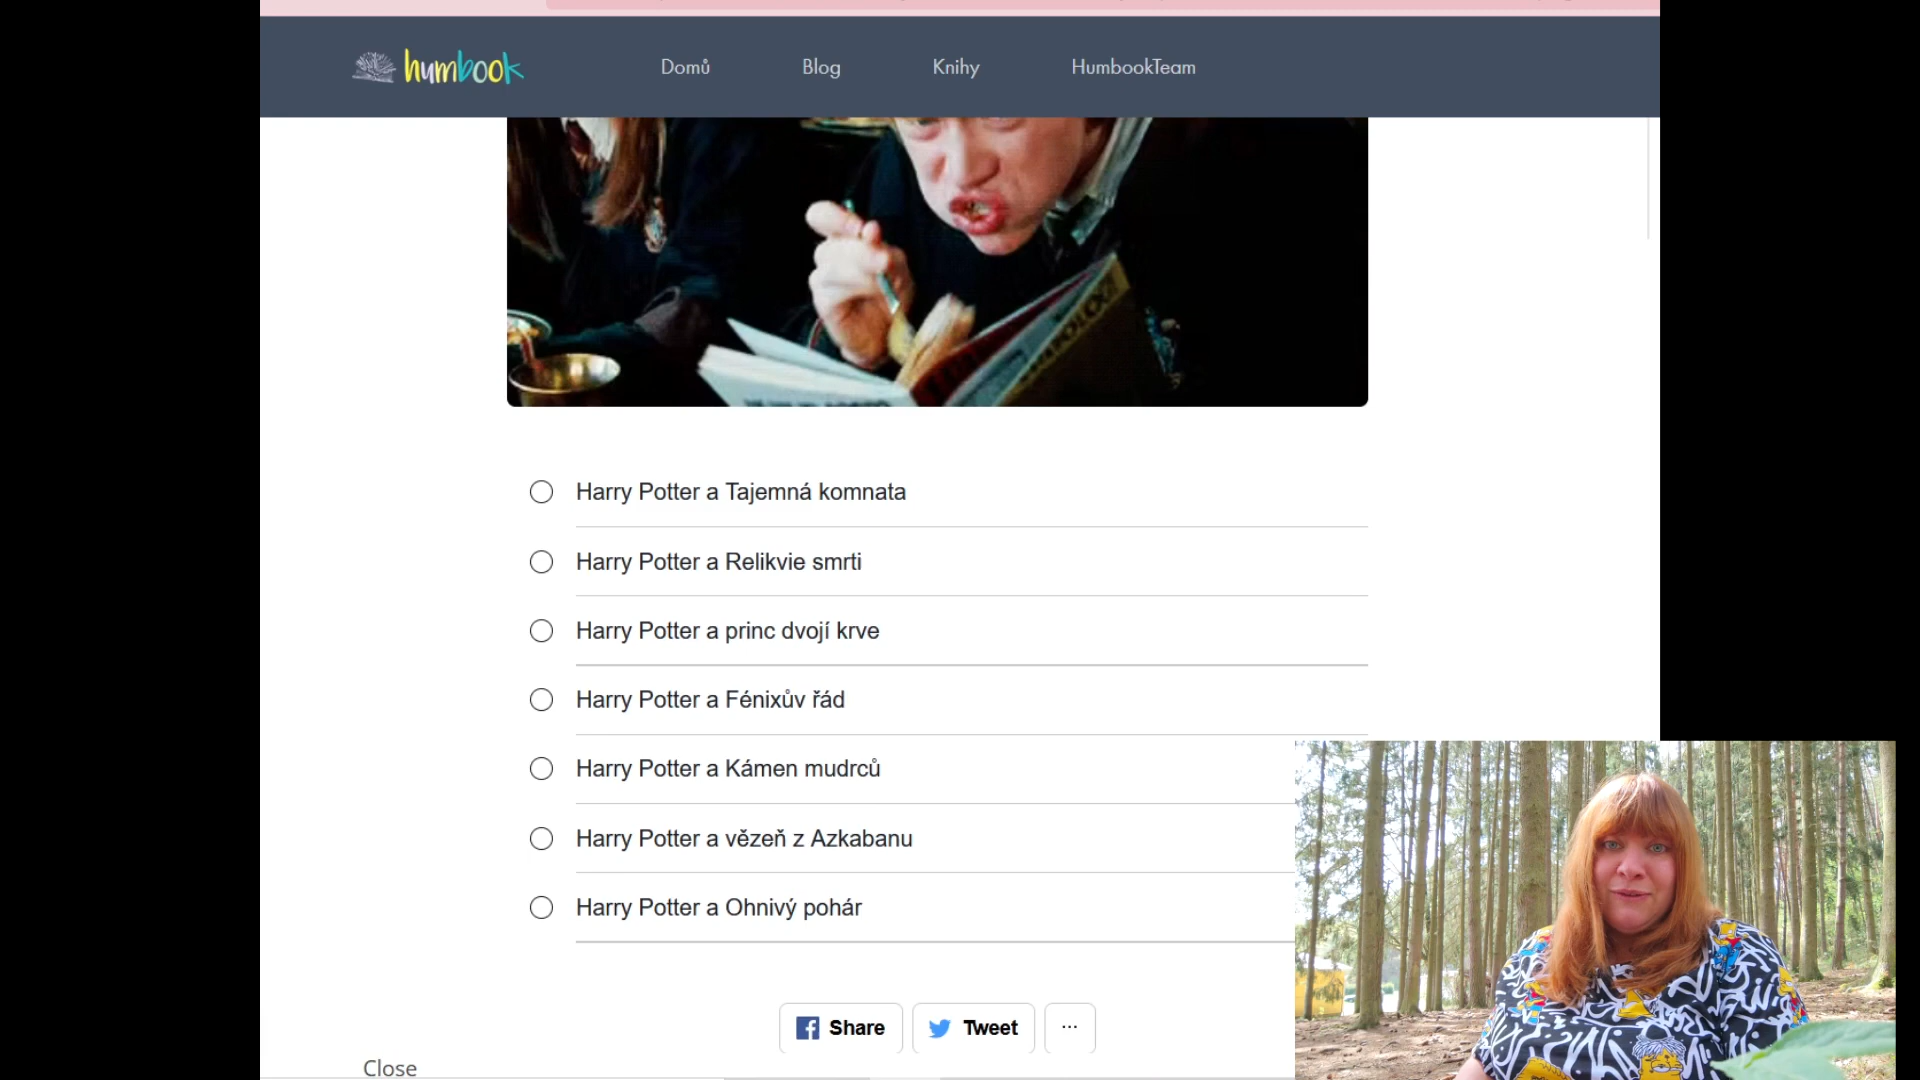 humbook
Domů
Blog
Knihy
HumbookTeam
Harry Potter a Tajemná komnata
Harry Potter a Relikvie smrti
Harry Potter a princ dvojí krve
Harry Potter a Fénixův řád
Harry Potter a Kámen mudrců
Harry Potter a vězeň z Azkabanu
Harry Potter a Ohnivý pohár
Share
Tweet
...
Close